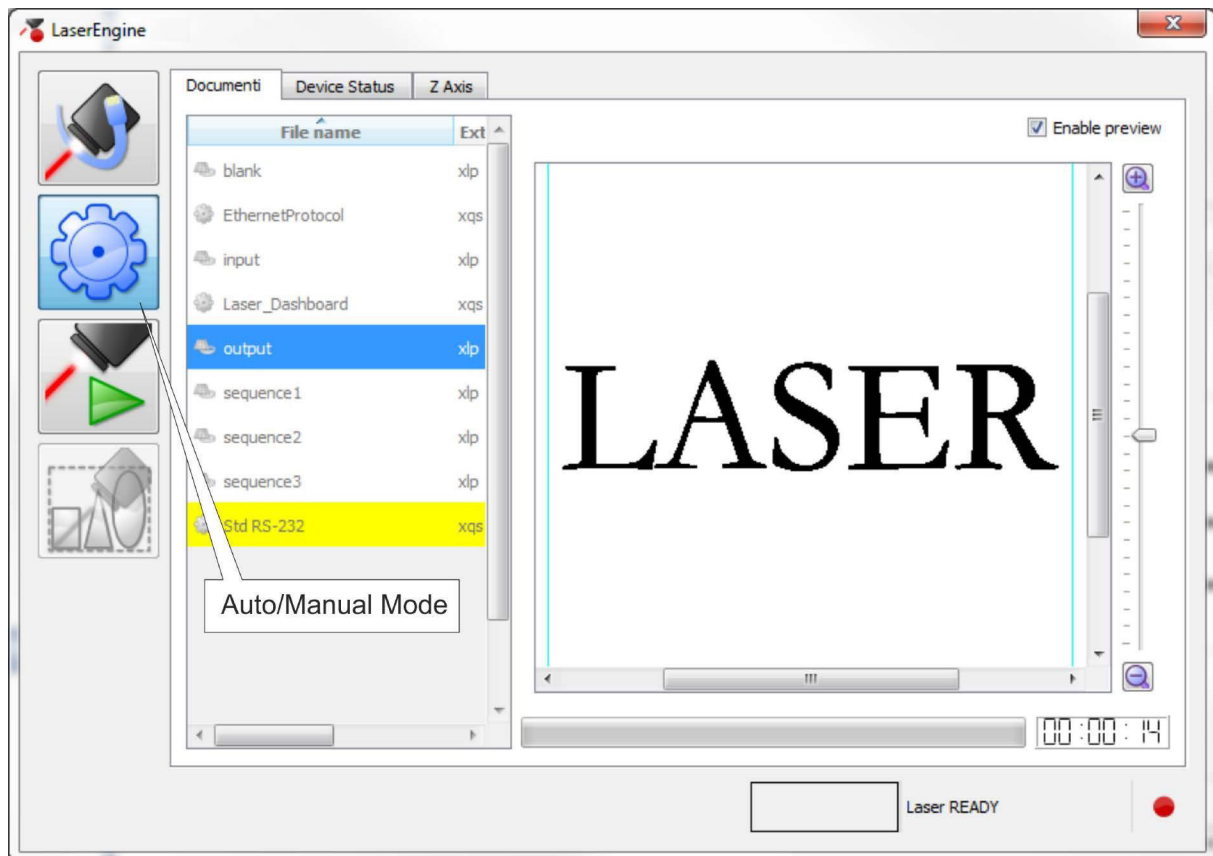 LaserEngine
Documenti Device Status Z Axis
File name Ext
Enable preview
blank xlp
EthernetProtocol xqs
input xlp
Laser_Dashboard xqs
output xlp
sequence1 xlp
sequence2 xlp
sequence3 xlp
Std RS-232 xqs
LASER
Auto/Manual Mode
00:00:14
Laser READY